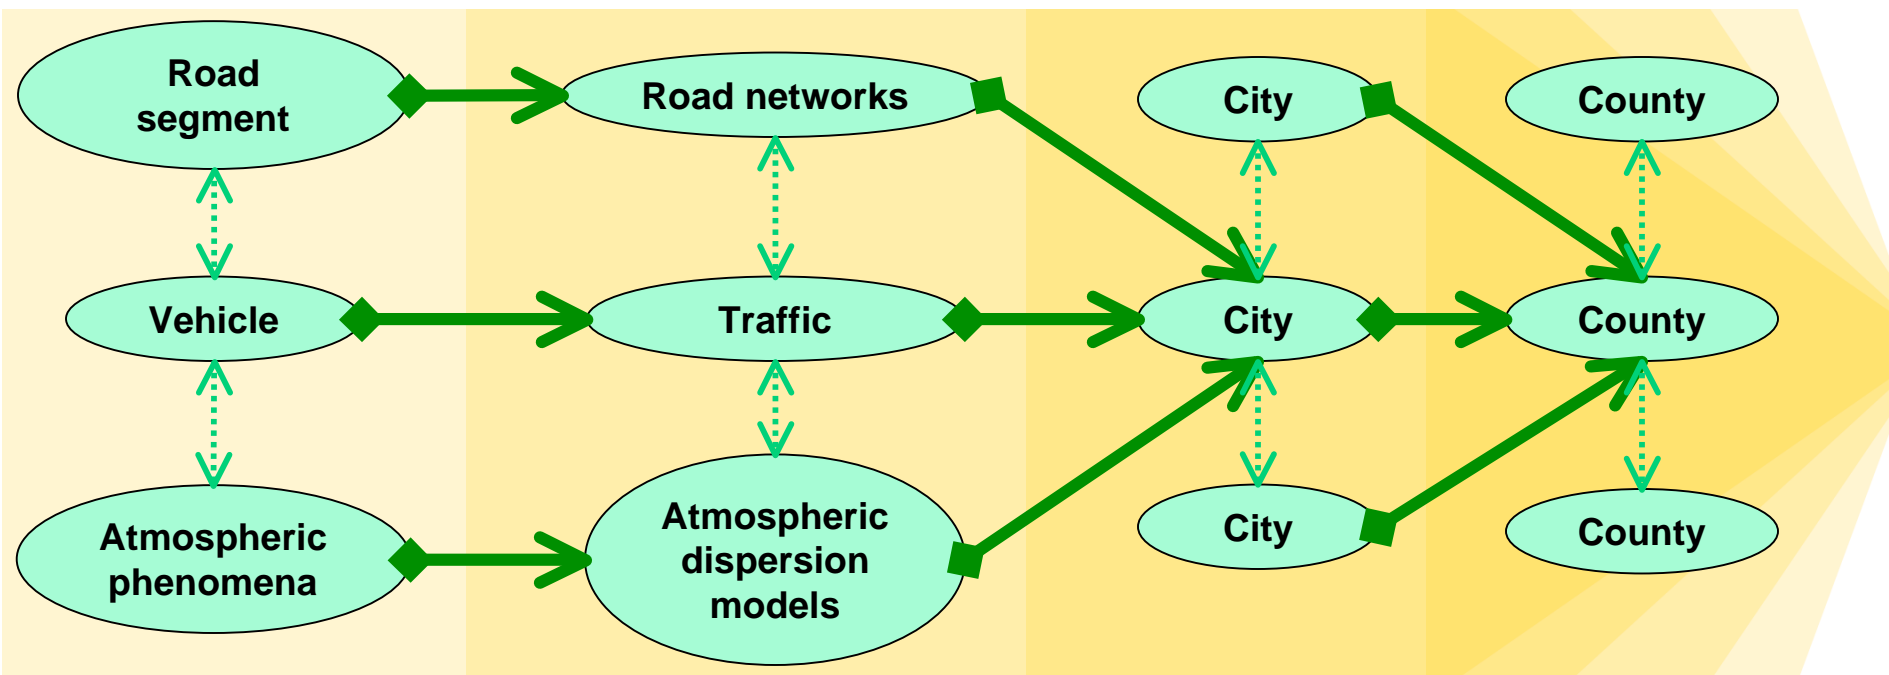 Road
segment
Road networks
City
County
Vehicle
Traffic
City
County
Atmospheric
phenomena
Atmospheric
dispersion
models
City
County